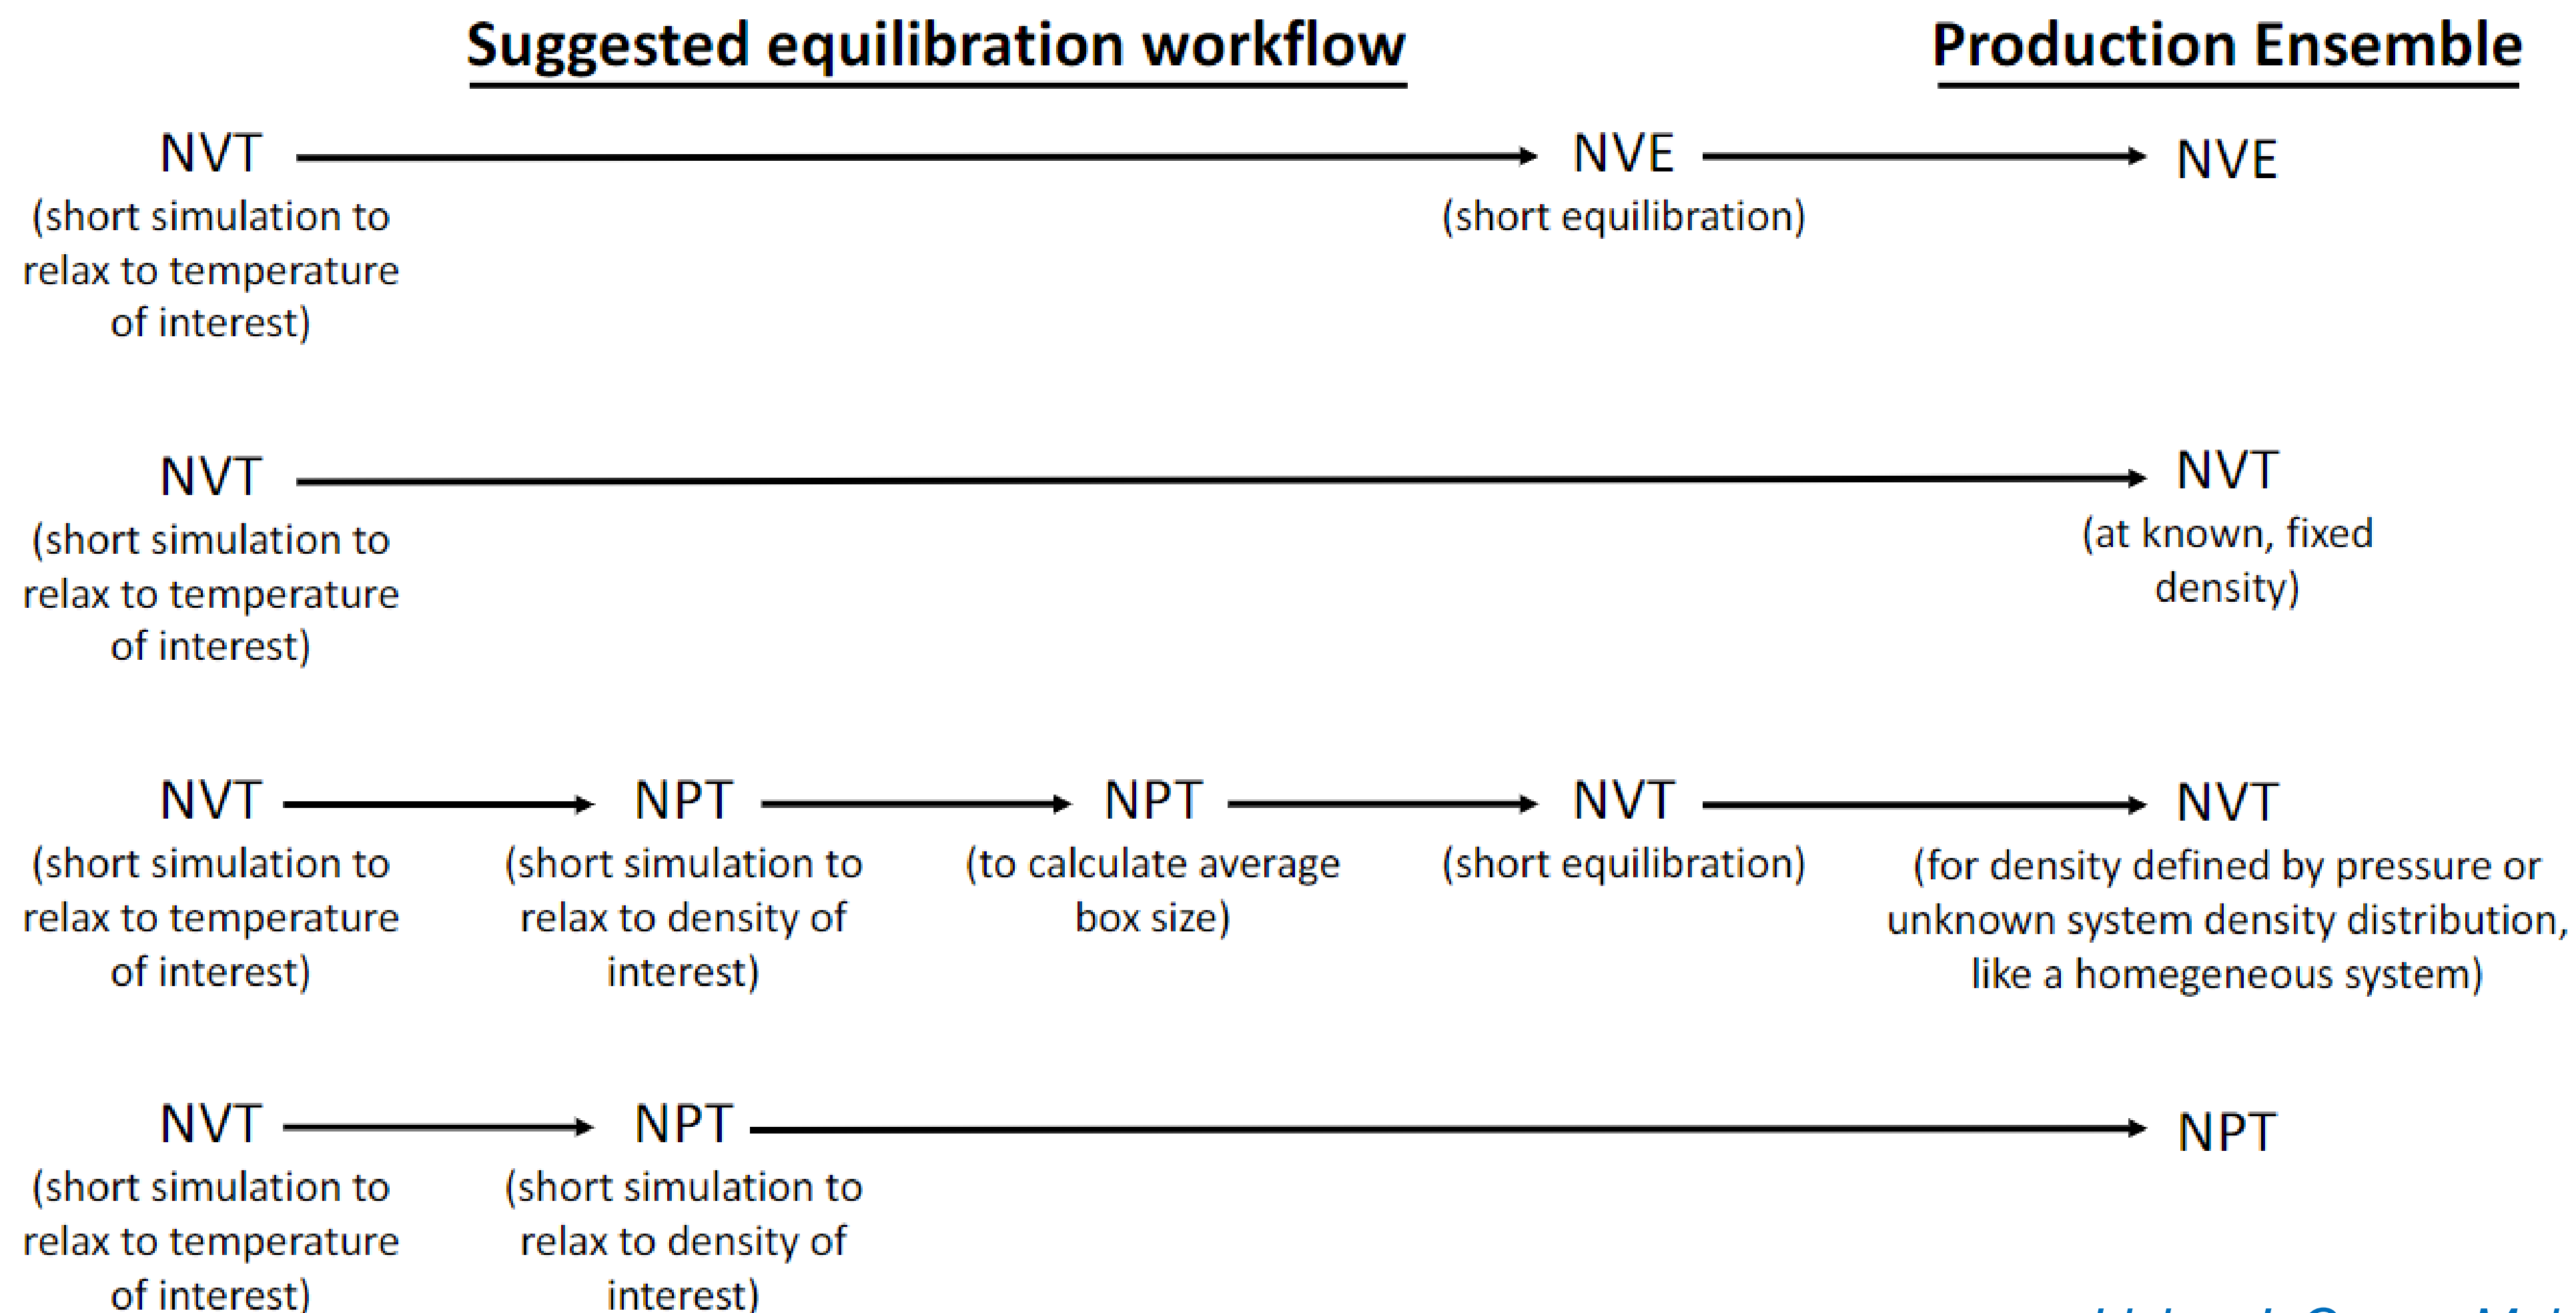 Suggested equilibration workflow
Production Ensemble
NVT
NVE
NVE
(short simulation to
relax to temperature
of interest)
(short equilibration)
NVT
NVT
(short simulation to
relax to temperature
of interest)
(at known, fixed
density)
NVT
NPT
NPT
NVT
NVT
(short simulation to
relax to temperature
of interest)
(short simulation to
relax to density of
interest)
(to calculate average
box size)
(short equilibration)
(for density defined by pressure or
unknown system density distribution,
like a homegeneous system)
NVT
NPT
NPT
(short simulation to
relax to temperature
of interest)
(short simulation to
relax to density of
interest)